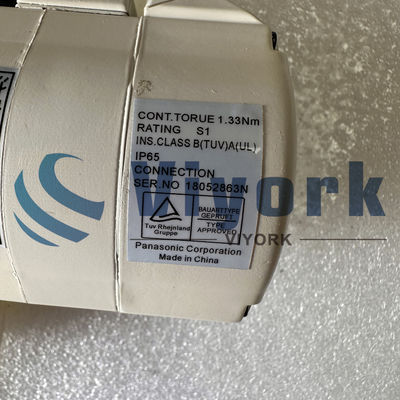 CONT.TORUE 1.33Nm
RATING S1
INS.CLASS B(TUV)A(UL)
IP65
CONNECTION
SER.NO 18052863N
BAUARTTYPE
GEPRUFT
TYPE
APPROVED
Tuv Rheinland
Gruppe
Panasonic Corporation
Made in China
Viyork
VIYORK